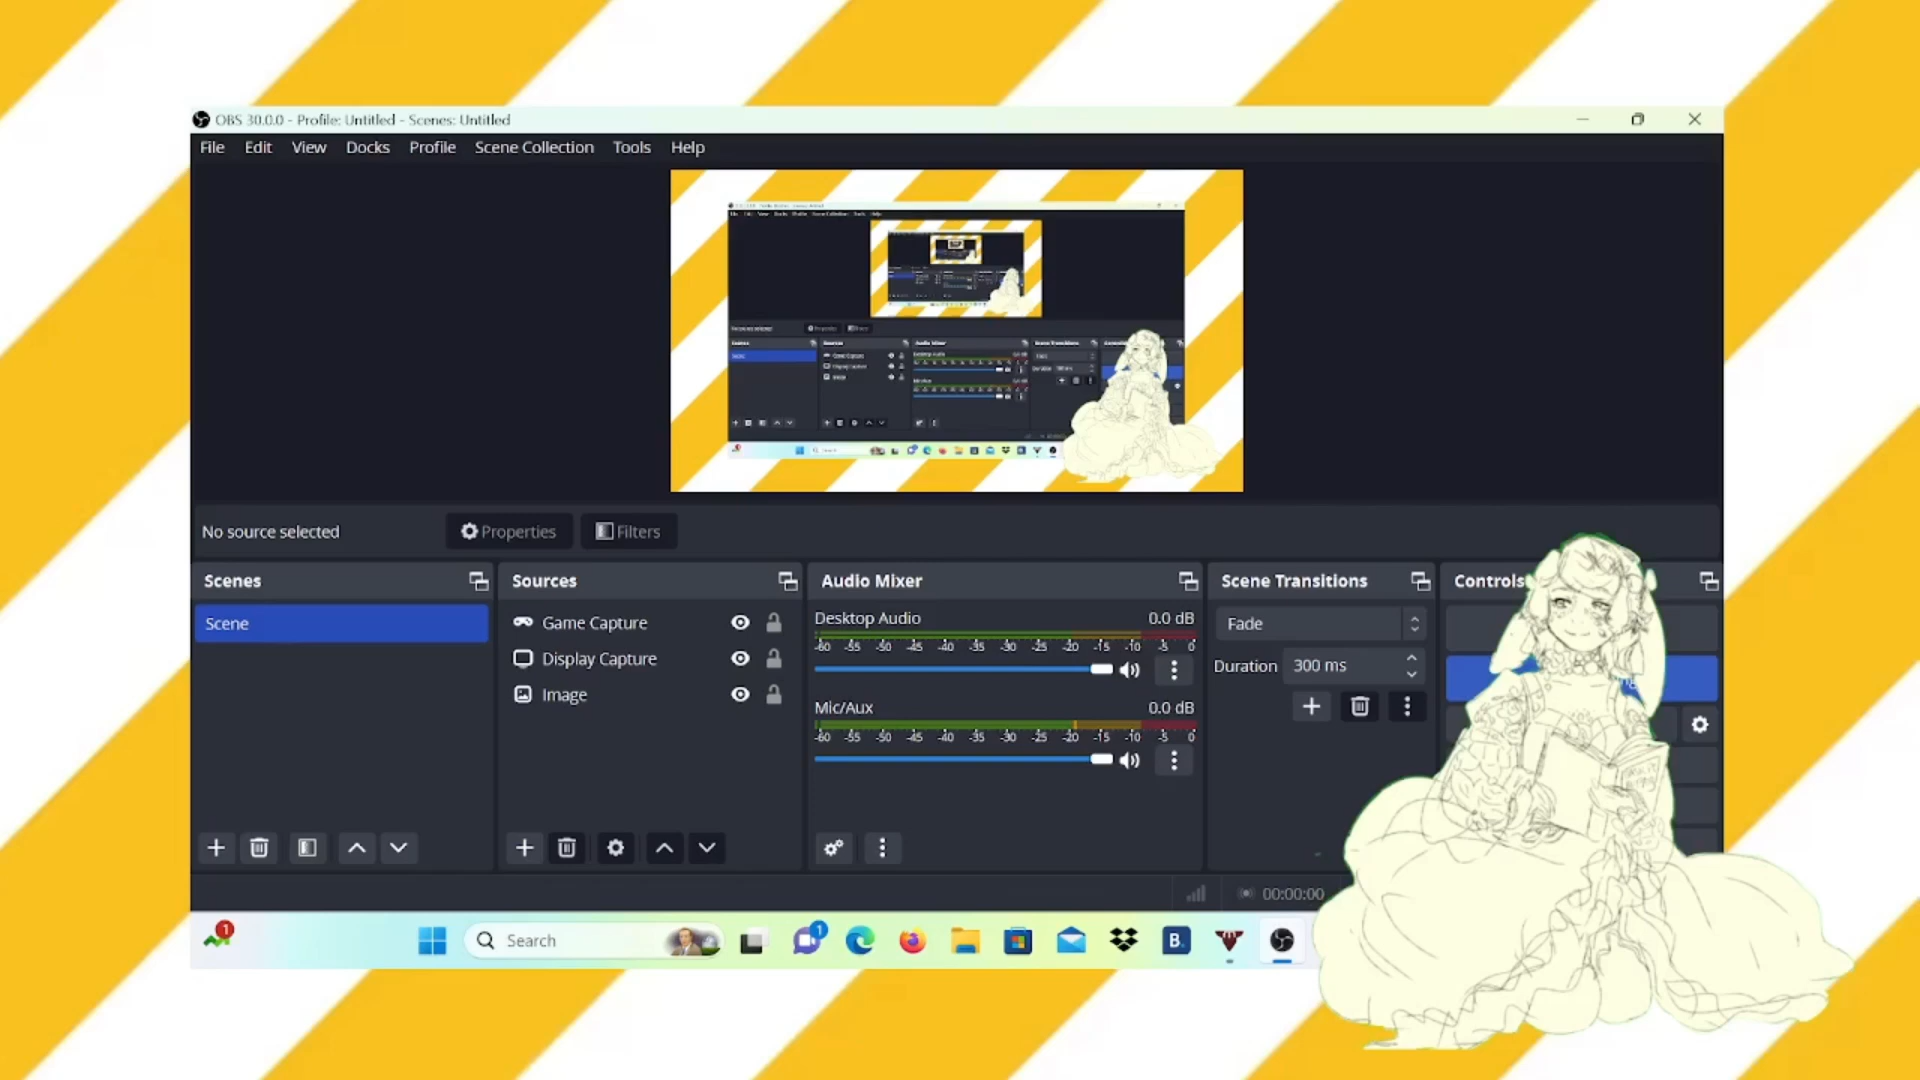 OBS 30.0.0 - Profile: Untitled - Scenes: Untitled
File Edit View Docks Profile Scene Collection Tools Help
No source selected Properties Filters
Scenes Sources Audio Mixer Scene Transitions Controls
Scene
Game Capture
Display Capture
Image
Desktop Audio 0.0 dB
-60 -55 -50 -45 -40 -35 -30 -25 -20 -15 -10 -5 0
Mic/Aux 0.0 dB
-60 -55 -50 -45 -40 -35 -30 -25 -20 -15 -10 -5 0
Fade
Duration 300 ms
00:00:00
1 Search 1 B.